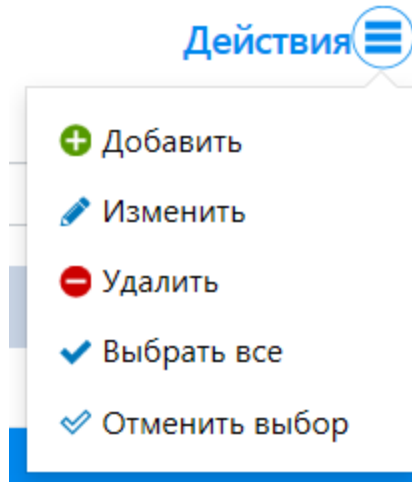 Действия
Добавить
Изменить
Удалить
Выбрать все
Отменить выбор